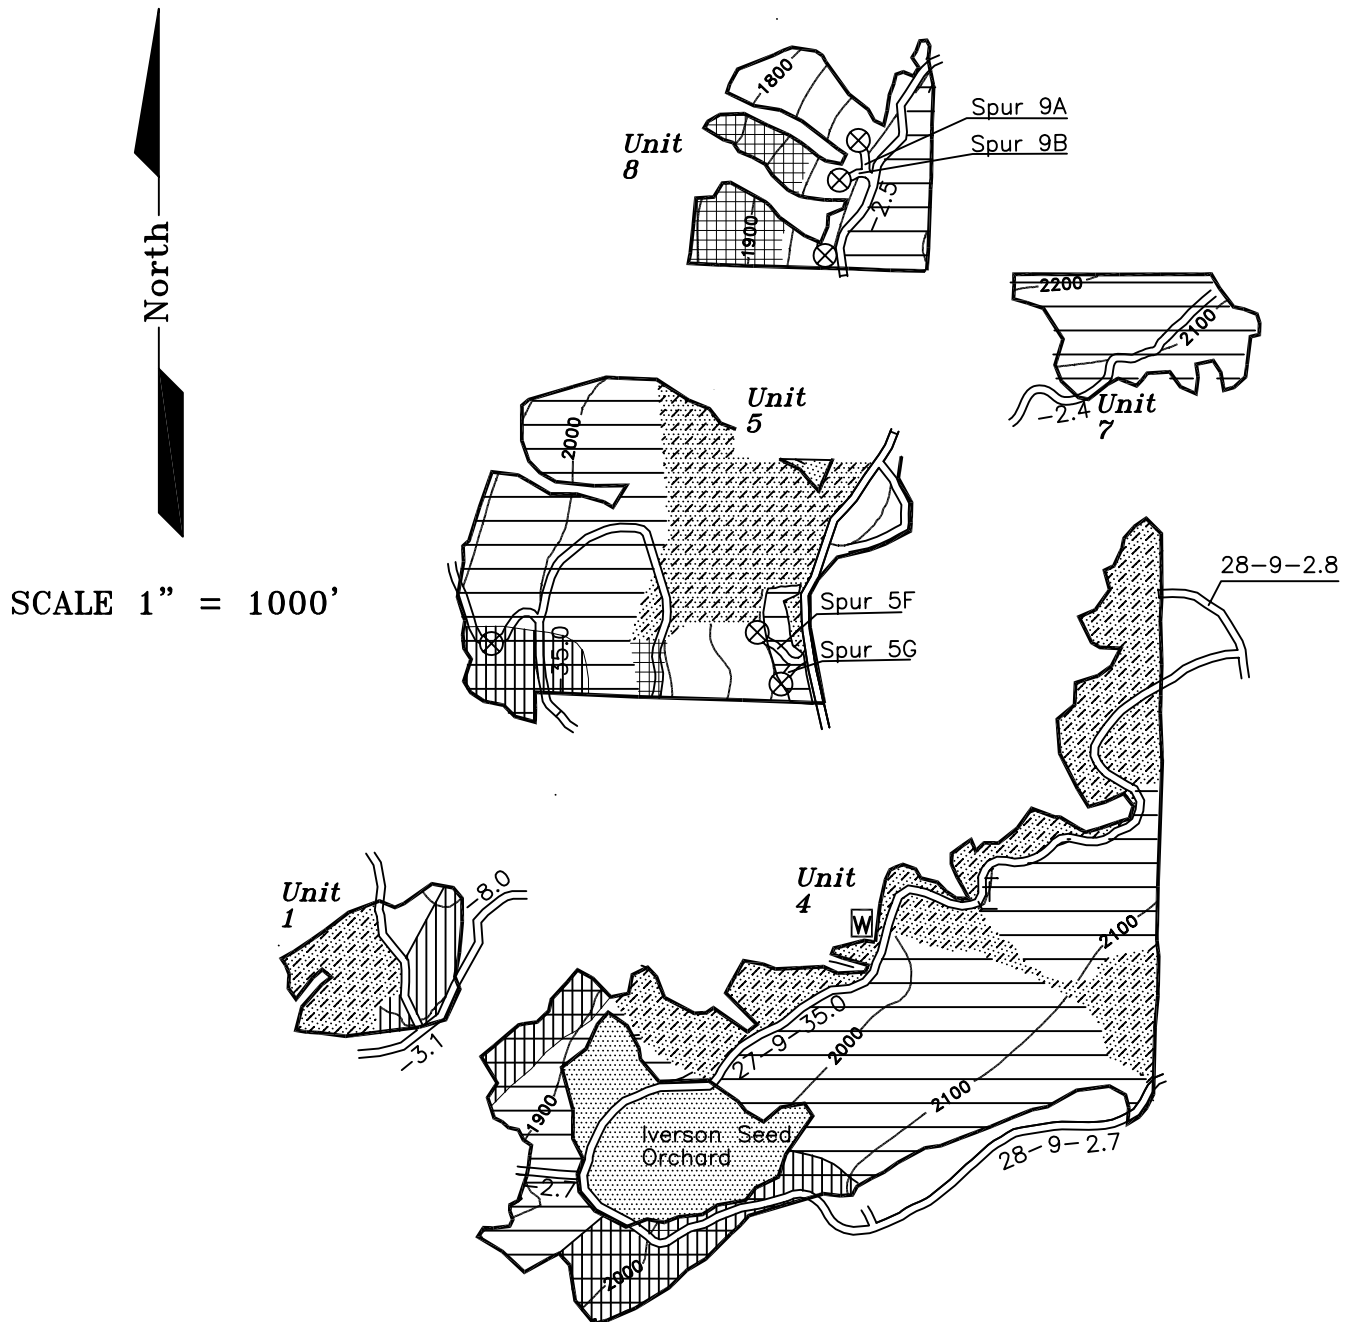 North
SCALE 1” = 1000’
1800
Spur 9A
Spur 9B
Unit
8
-2.5
1900
2200
2100
-2.4
Unit
7
Unit
5
2000
28-9-2.8
Spur 5F
Spur 5G
-35.0
Unit
1
-8.0
-3.1
Unit
4
W
2100
27-9-35.0
2000
2100
1900
Iverson Seed
Orchard
28-9-2.7
-2.7
2000